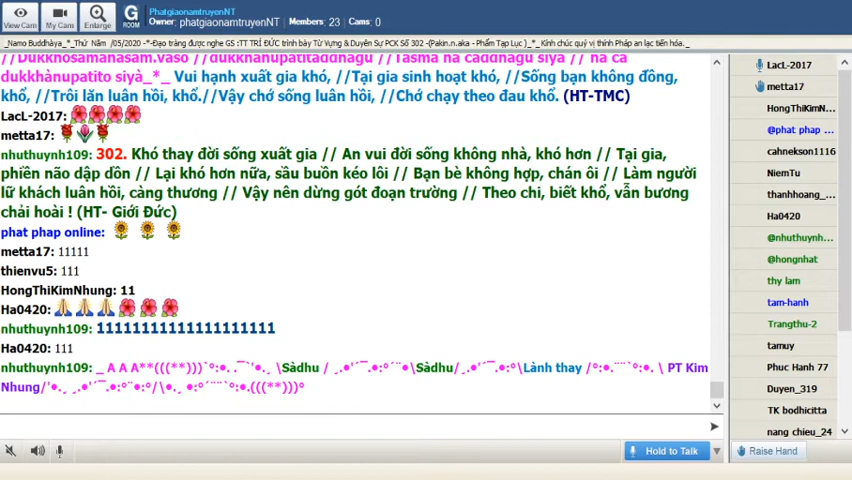 PhatgiaonamtruyenNT
Owner: phatgiaonamtruyenNT Members: 23 Cams: 0
View Cam My Cam Enlarge G ROOM
_Namo Buddhàya_*_Thứ Năm /05/2020 -*-Đạo tràng được nghe GS :TT TRÍ ĐỨC trình bày Từ Vựng & Duyên Sự PCK Số 302 -(Pakin.n.aka - Phẩm Tạp Lục )_*_ Kính chúc quý vị thính Pháp an lạc tiến hóa._
//Dukkhosamànasam.vàso //dukkhànupatitaddhagù //Tasmà na caddhagù siyà // na ca
dukkhànupatito siyà_*_ Vui hạnh xuất gia khó, //Tại gia sinh hoạt khó, //Sống bạn không đồng,
khổ, //Trôi lăn luân hồi, khổ.//Vậy chớ sống luân hồi, //Chớ chạy theo đau khổ. (HT-TMC)
LacL-2017:
metta17:
nhuthuynh109: 302. Khó thay đời sống xuất gia // An vui đời sống không nhà, khó hơn // Tại gia,
phiền não dập dồn // Lại khó hơn nữa, sầu buồn kéo lôi // Bạn bè không hợp, chán ôi // Làm người
lữ khách luân hồi, càng thương // Vậy nên dừng gót đoạn trường // Theo chi, biết khổ, vẫn bương
chải hoài ! (HT- Giới Đức)
phat phap online:
metta17: 11111
thienvu5: 111
HongThiKimNhung: 11
Ha0420:
nhuthuynh109: 11111111111111111111
Ha0420: 111
nhuthuynh109: _ A A A**(((**)))`°:•. .¯`'•.¸ \Sàdhu / ¸.•'´¯.•:°´¨•\Sàdhu/¸.•'´¯.•:°\Lành thay /°:•.¨¨`°:•. \ PT Kim
Nhung/'•.¸ ¸.•'´¯.•:°¨•:°/\•.¸ •:°´¨¨`°:•.(((**)))°
LacL-2017
metta17
HongThiKimN...
@phat phap ...
cahnekson1116
NiemTu
thanhhoang_...
Ha0420
@nhuthuynh...
@hongnhat
thy lam
tam-hanh
Trangthu-2
tamuy
Phuc Hanh 77
Duyen_319
TK bodhicitta
nang chieu_24
Hold to Talk
Raise Hand